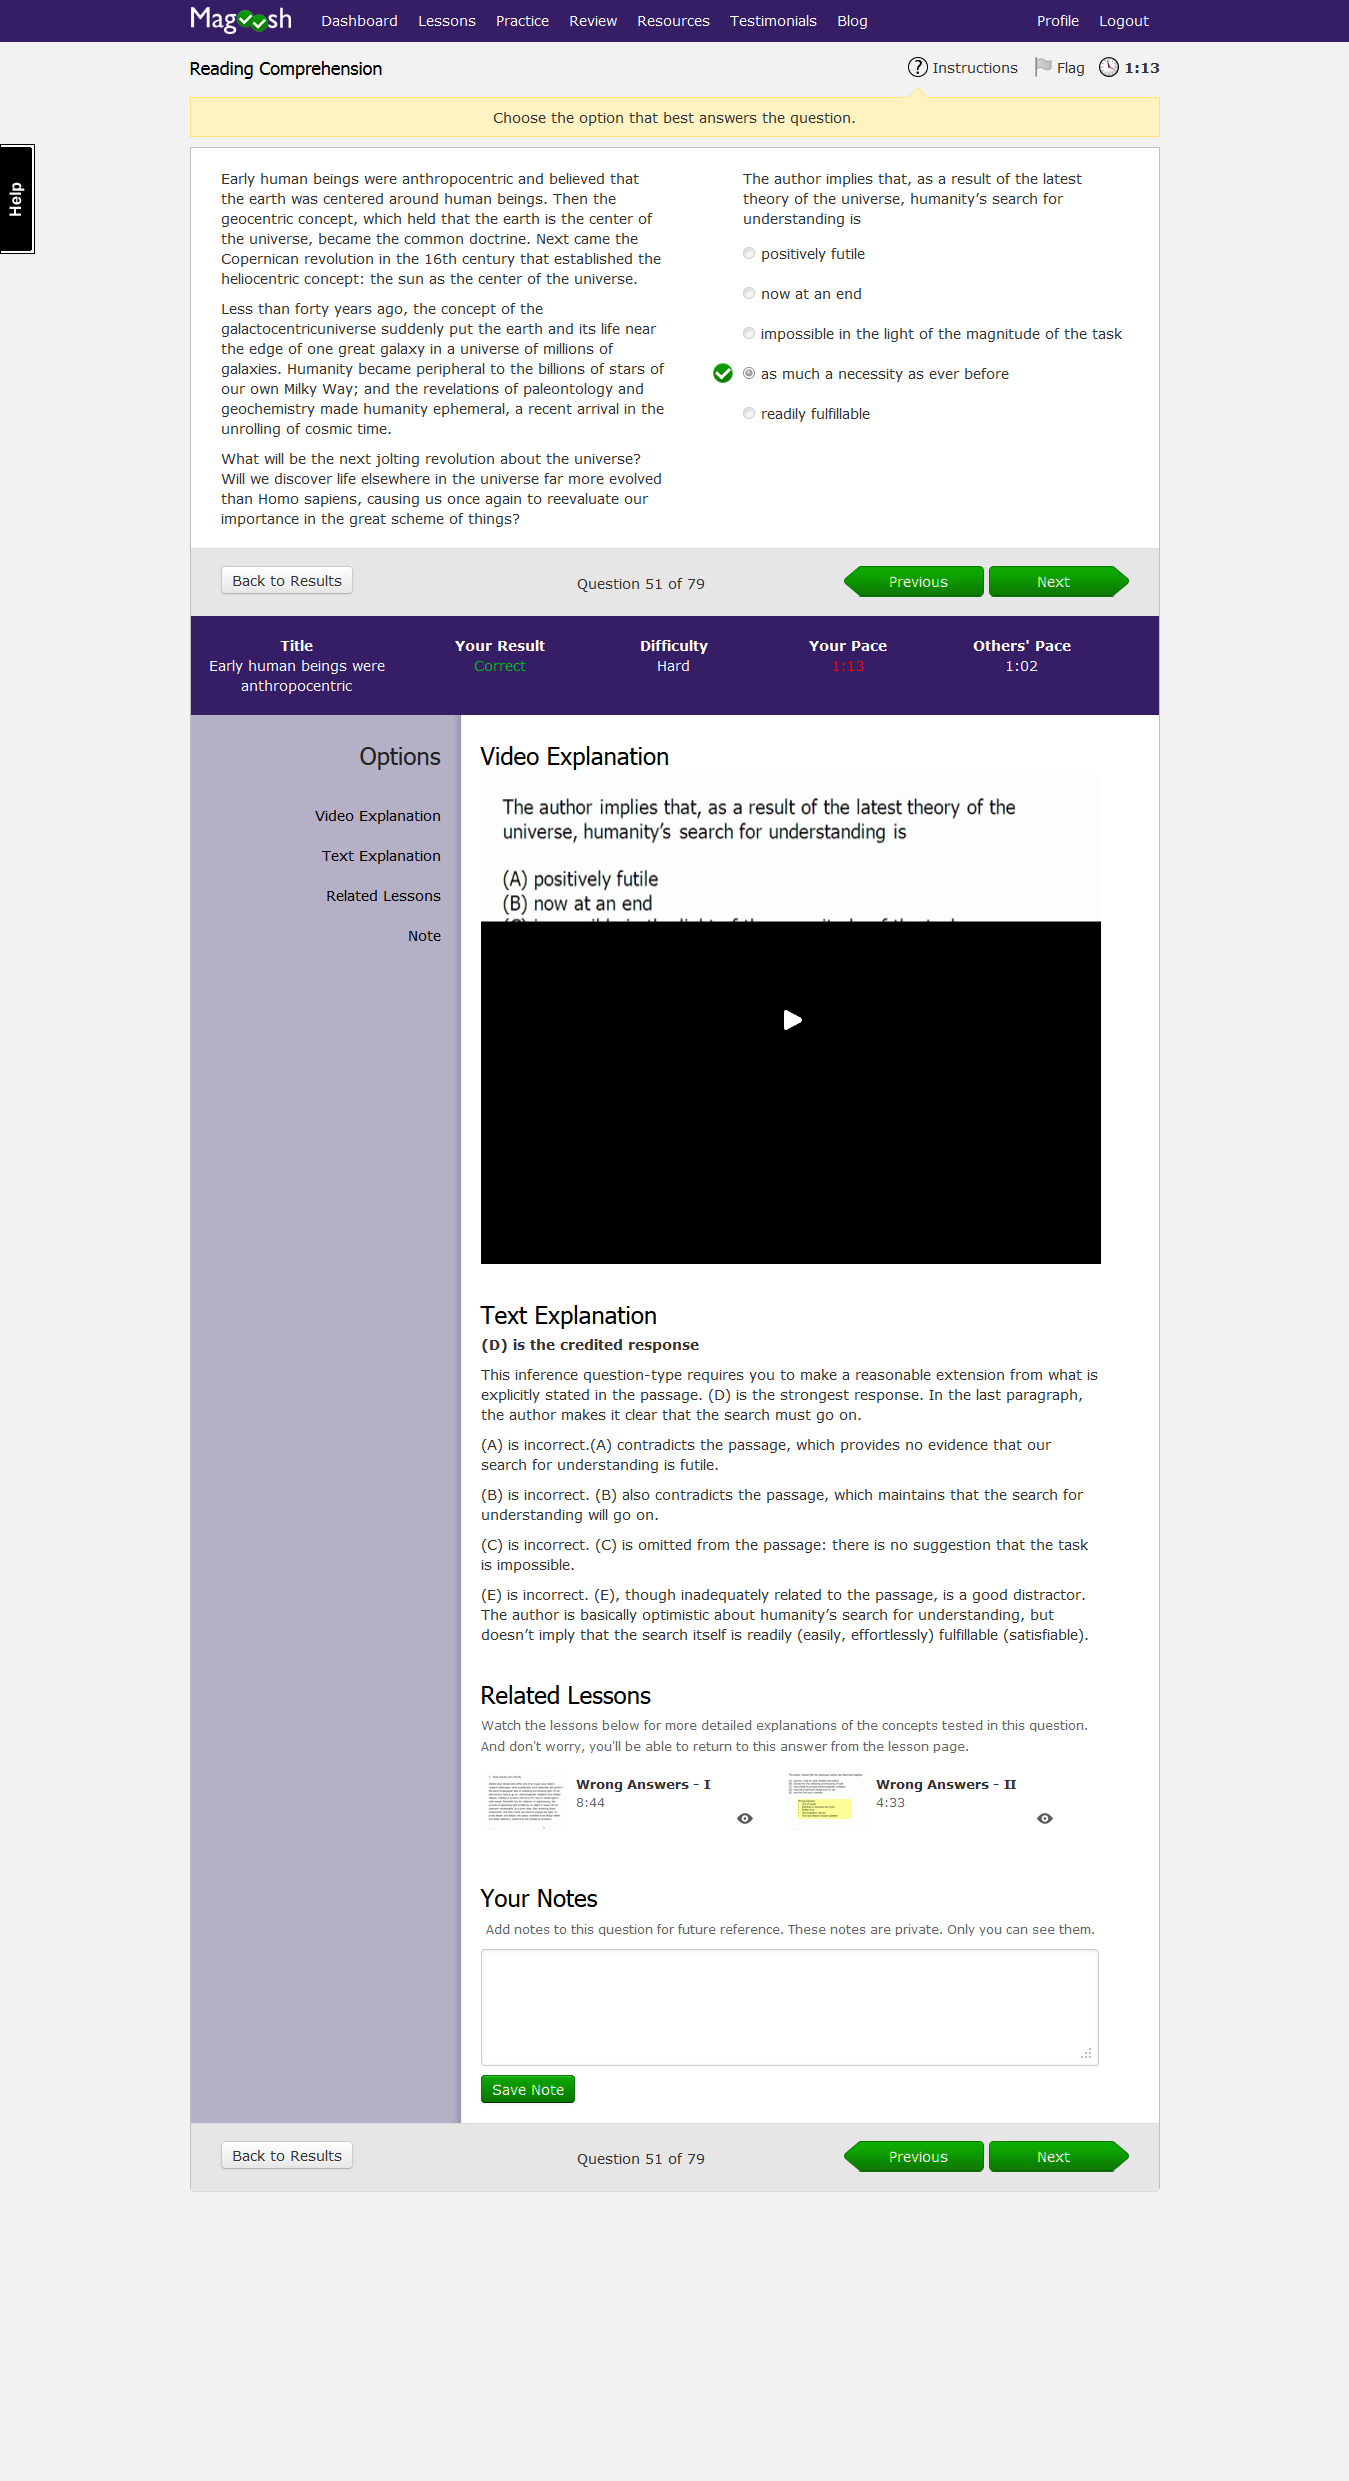 Magoosh Dashboard Lessons Practice Review Resources Testimonials Blog Profile Logout
Reading Comprehension
? Instructions Flag 1:13
Choose the option that best answers the question.
Help
Early human beings were anthropocentric and believed that
the earth was centered around human beings. Then the
geocentric concept, which held that the earth is the center of
the universe, became the common doctrine. Next came the
Copernican revolution in the 16th century that established the
heliocentric concept: the sun as the center of the universe.
Less than forty years ago, the concept of the
galactocentricuniverse suddenly put the earth and its life near
the edge of one great galaxy in a universe of millions of
galaxies. Humanity became peripheral to the billions of stars of
our own Milky Way; and the revelations of paleontology and
geochemistry made humanity ephemeral, a recent arrival in the
unrolling of cosmic time.
What will be the next jolting revolution about the universe?
Will we discover life elsewhere in the universe far more evolved
than Homo sapiens, causing us once again to reevaluate our
importance in the great scheme of things?
The author implies that, as a result of the latest
theory of the universe, humanity’s search for
understanding is
positively futile
now at an end
impossible in the light of the magnitude of the task
as much a necessity as ever before
readily fulfillable
Back to Results Question 51 of 79 Previous Next
Title Your Result Difficulty Your Pace Others' Pace
Early human beings were Correct Hard 1:13 1:02
anthropocentric
Options
Video Explanation
Text Explanation
Related Lessons
Note
Video Explanation
The author implies that, as a result of the latest theory of the
universe, humanity’s search for understanding is
(A) positively futile
(B) now at an end
Text Explanation
(D) is the credited response
This inference question-type requires you to make a reasonable extension from what is
explicitly stated in the passage. (D) is the strongest response. In the last paragraph,
the author makes it clear that the search must go on.
(A) is incorrect.(A) contradicts the passage, which provides no evidence that our
search for understanding is futile.
(B) is incorrect. (B) also contradicts the passage, which maintains that the search for
understanding will go on.
(C) is incorrect. (C) is omitted from the passage: there is no suggestion that the task
is impossible.
(E) is incorrect. (E), though inadequately related to the passage, is a good distractor.
The author is basically optimistic about humanity’s search for understanding, but
doesn’t imply that the search itself is readily (easily, effortlessly) fulfillable (satisfiable).
Related Lessons
Watch the lessons below for more detailed explanations of the concepts tested in this question.
And don't worry, you'll be able to return to this answer from the lesson page.
Wrong Answers - I
8:44
Wrong Answers - II
4:33
Your Notes
Add notes to this question for future reference. These notes are private. Only you can see them.
Save Note
Back to Results Question 51 of 79 Previous Next